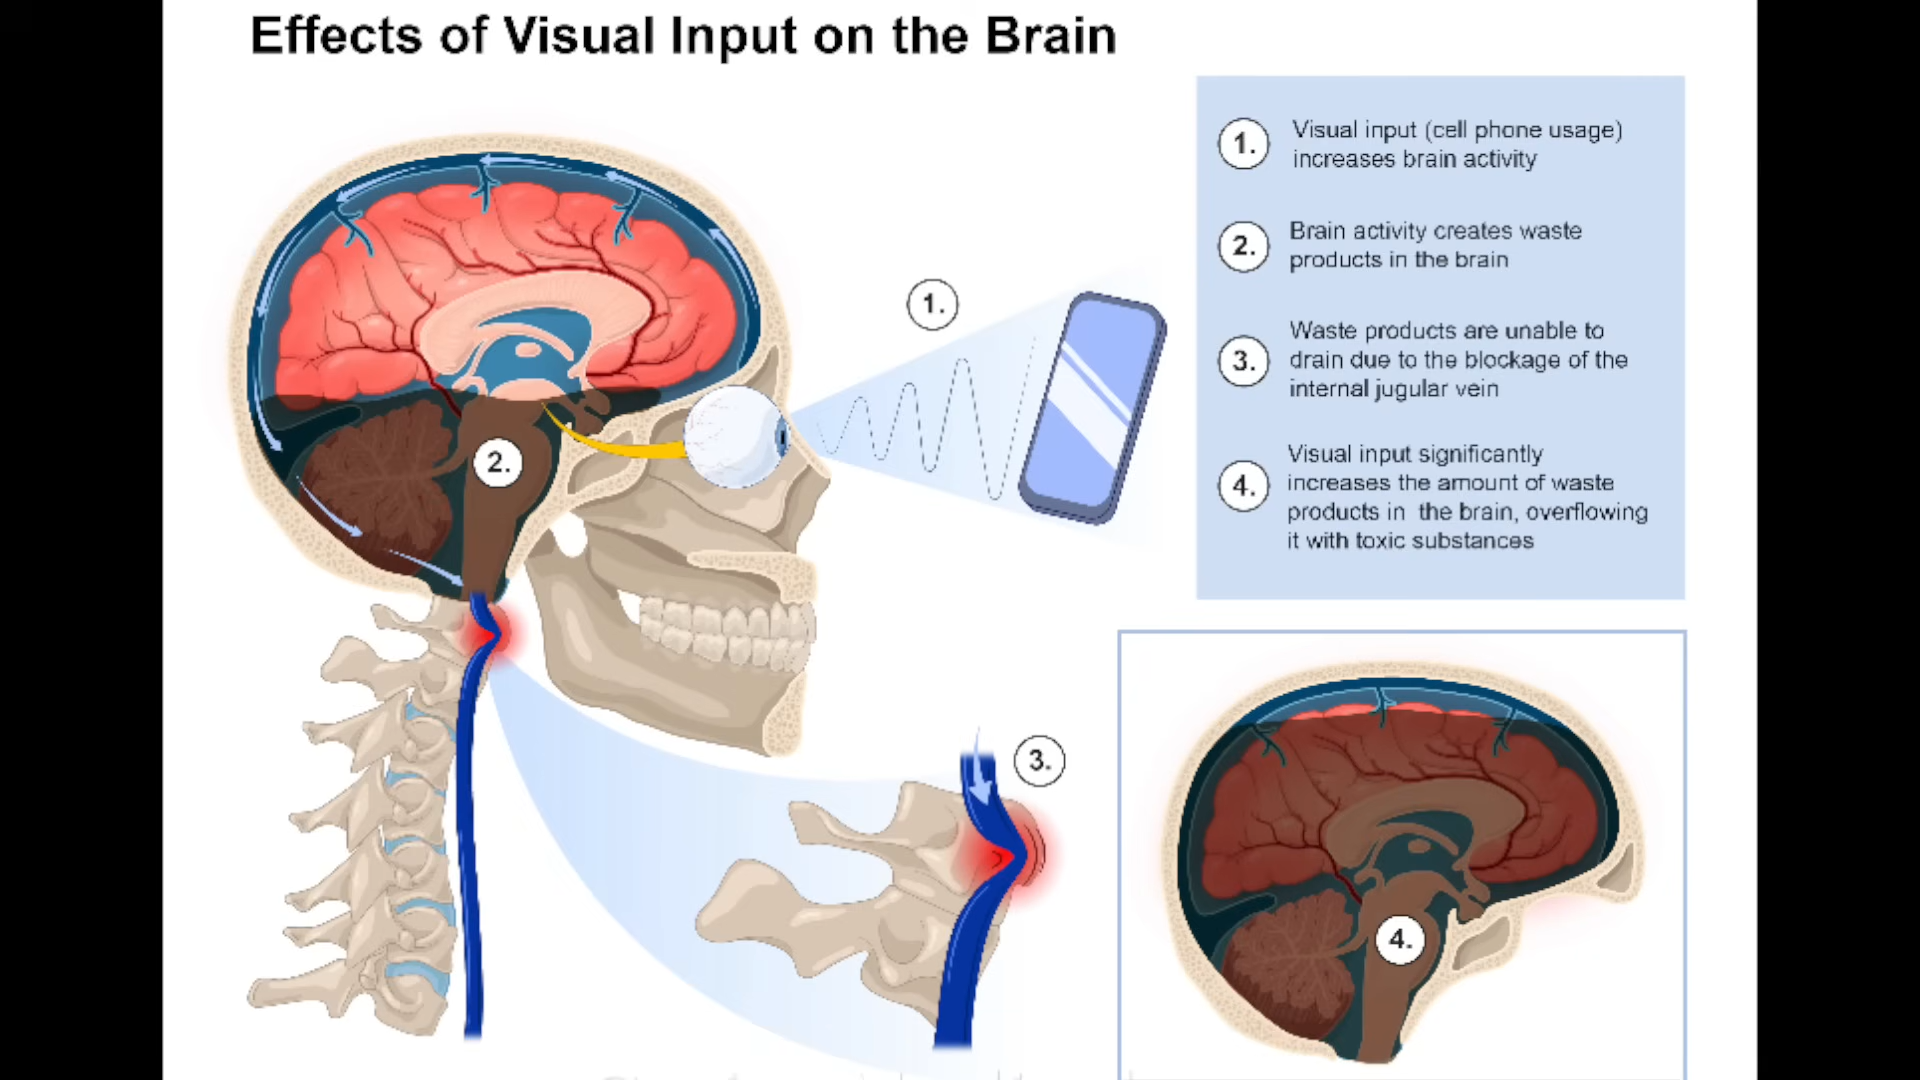 Effects of Visual Input on the Brain
1.
Visual input (cell phone usage)
increases brain activity
2.
Brain activity creates waste
products in the brain
3.
Waste products are unable to
drain due to the blockage of the
internal jugular vein
4.
Visual input significantly
increases the amount of waste
products in the brain, overflowing
it with toxic substances
1.
2.
3.
4.